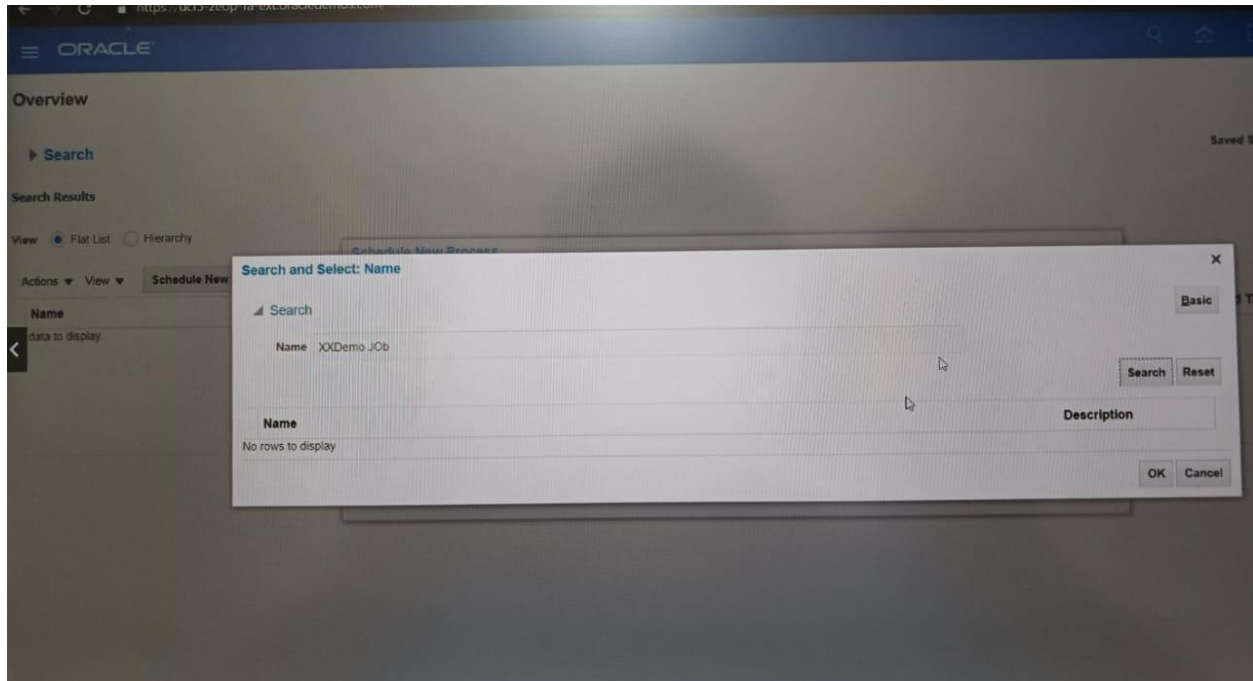 ORACLE
Overview
Search
Saved
Search Results
View Flat List Hierarchy
Schedule New Process
Actions View Schedule New
Search and Select: Name
Basic
Name
Search
data to display
Name XXDemo JOb
Search Reset
Name Description
No rows to display
OK Cancel